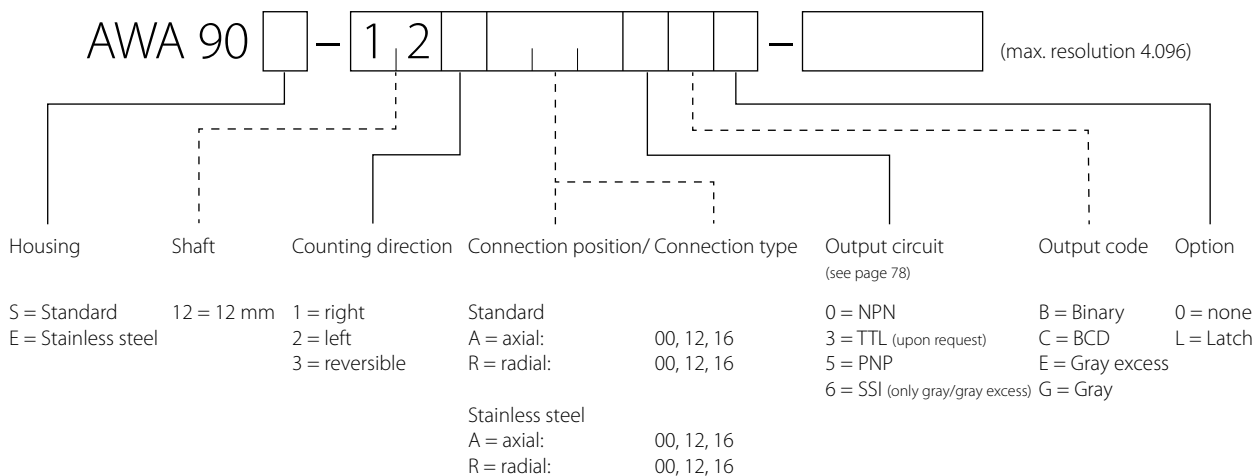 AWA 90 – 1 2 – (max. resolution 4.096)
Housing Shaft Counting direction Connection position/ Connection type Output circuit Output code Option
(see page 78)
S = Standard 12 = 12 mm 1 = right Standard 0 = NPN B = Binary 0 = none
E = Stainless steel 2 = left A = axial: 00, 12, 16 3 = TTL (upon request) C = BCD L = Latch
3 = reversible R = radial: 00, 12, 16 5 = PNP E = Gray excess
6 = SSI (only gray/gray excess) G = Gray
Stainless steel
A = axial: 00, 12, 16
R = radial: 00, 12, 16